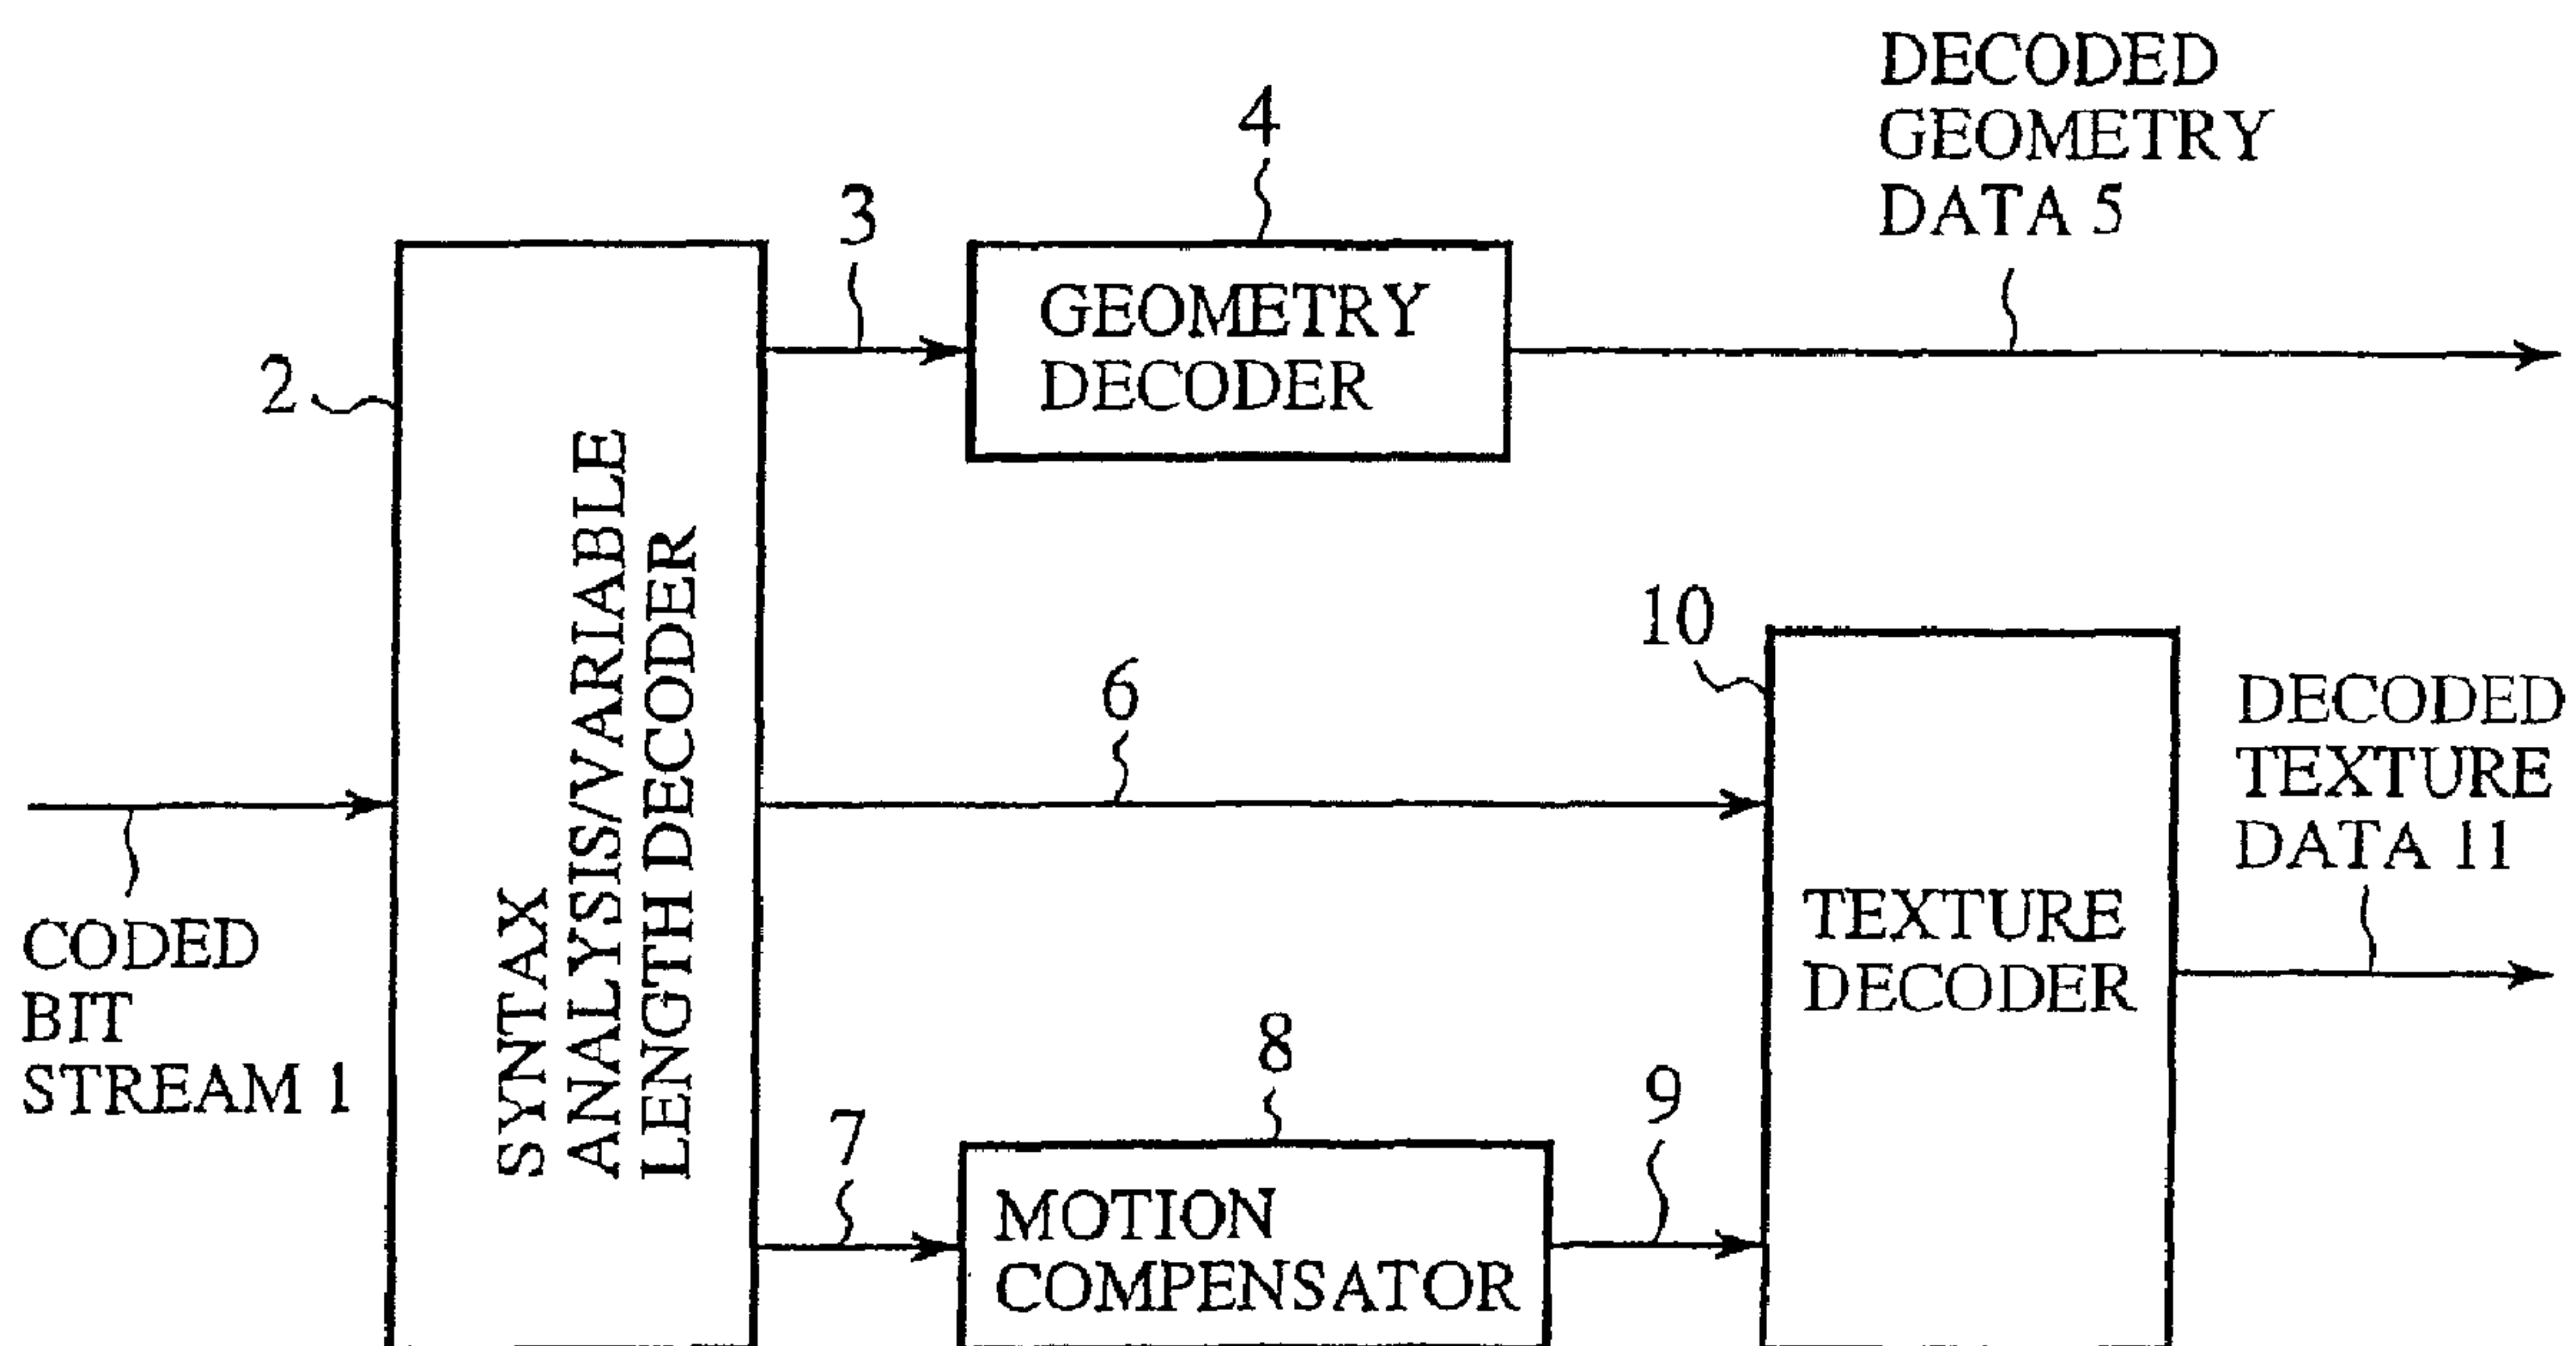 DECODED
GEOMETRY
DATA 5
4
3
GEOMETRY
DECODER
2
SYNTAX
ANALYSIS/VARIABLE
LENGTH DECODER
10
6
DECODED
TEXTURE
DATA 11
TEXTURE
DECODER
CODED
BIT
STREAM 1
8
9
7
MOTION
COMPENSATOR